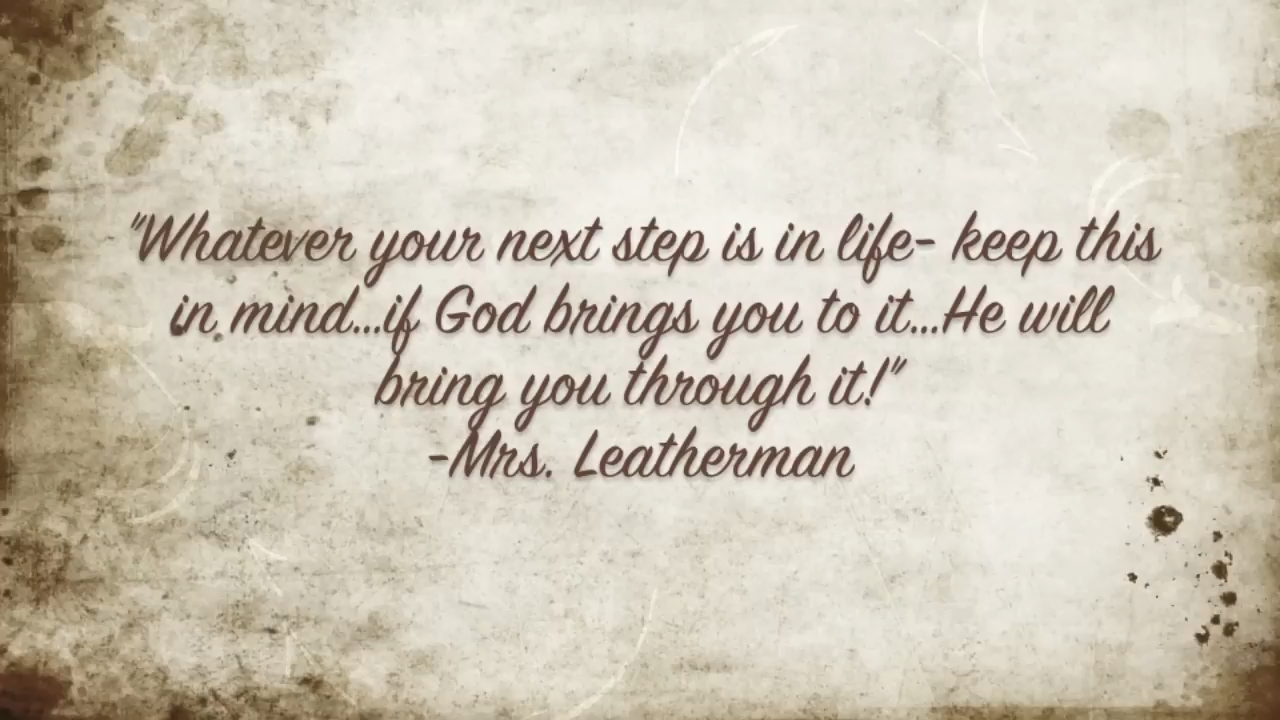 "Whatever your next step is in life- keep this
in mind...if God brings you to it...He will
bring you through it!"
-Mrs. Leatherman